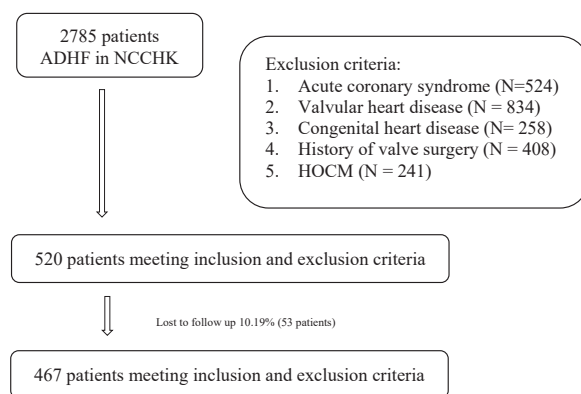 2785 patients
ADHF in NCCHK
Exclusion criteria:
1. Acute coronary syndrome (N=524)
2. Valvular heart disease (N = 834)
3. Congenital heart disease (N= 258)
4. History of valve surgery (N = 408)
5. HOCM (N = 241)
520 patients meeting inclusion and exclusion criteria
Lost to follow up 10.19% (53 patients)
467 patients meeting inclusion and exclusion criteria